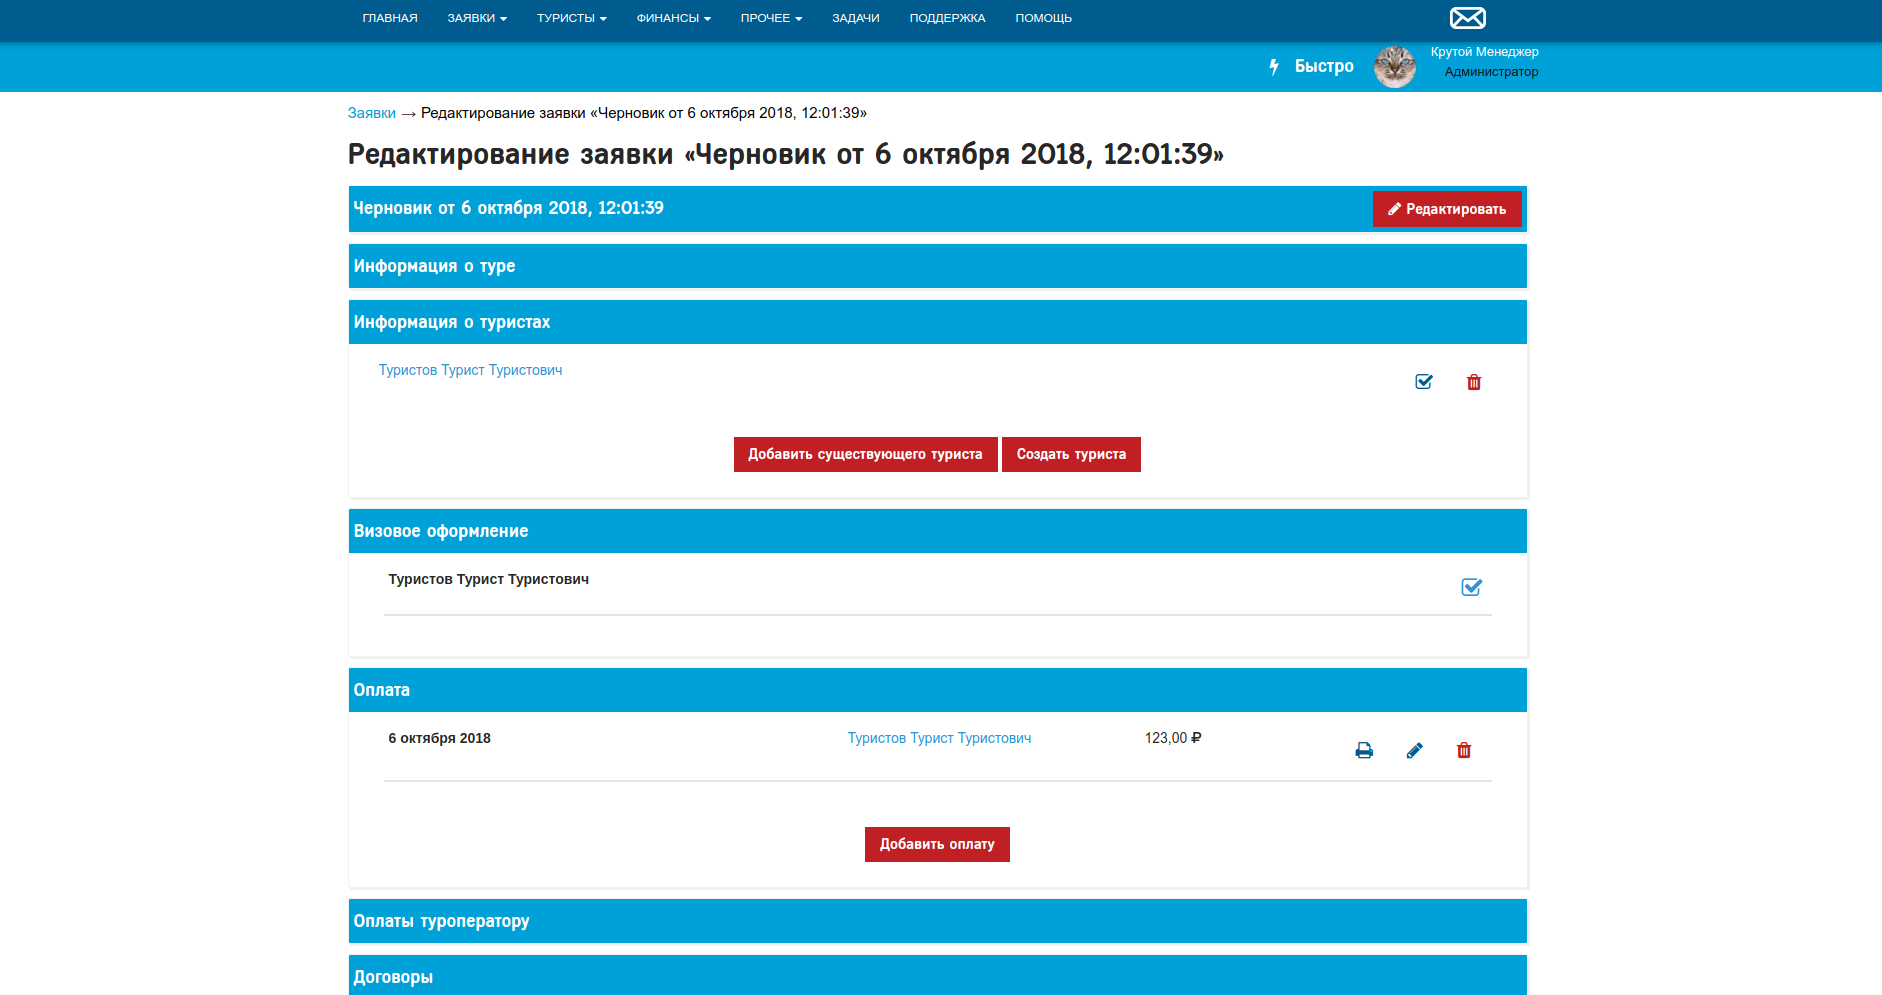 ГЛАВНАЯ ЗАЯВКИ ТУРИСТЫ ФИНАНСЫ ПРОЧЕЕ ЗАДАЧИ ПОДДЕРЖКА ПОМОЩЬ
Быстро
Крутой Менеджер
Администратор
Заявки → Редактирование заявки «Черновик от 6 октября 2018, 12:01:39»
Редактирование заявки «Черновик от 6 октября 2018, 12:01:39»
Черновик от 6 октября 2018, 12:01:39 Редактировать
Информация о туре
Информация о туристах
Туристов Турист Туристович
Добавить существующего туриста Создать туриста
Визовое оформление
Туристов Турист Туристович
Оплата
6 октября 2018 Туристов Турист Туристович 123,00 ₽
Добавить оплату
Оплаты туроператору
Договоры